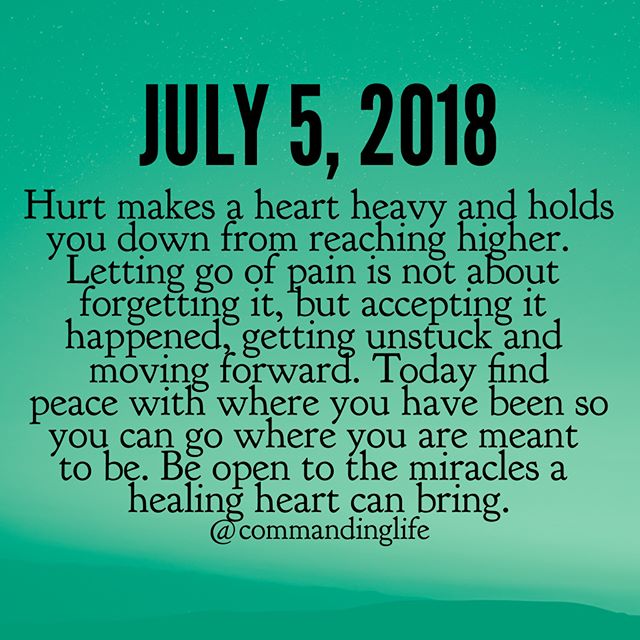 JULY 5, 2018
Hurt makes a heart heavy and holds
you down from reaching higher.
Letting go of pain is not about
forgetting it, but accepting it
happened, getting unstuck and
moving forward. Today find
peace with where you have been so
you can go where you are meant
to be. Be open to the miracles a
healing heart can bring.
@commandinglife